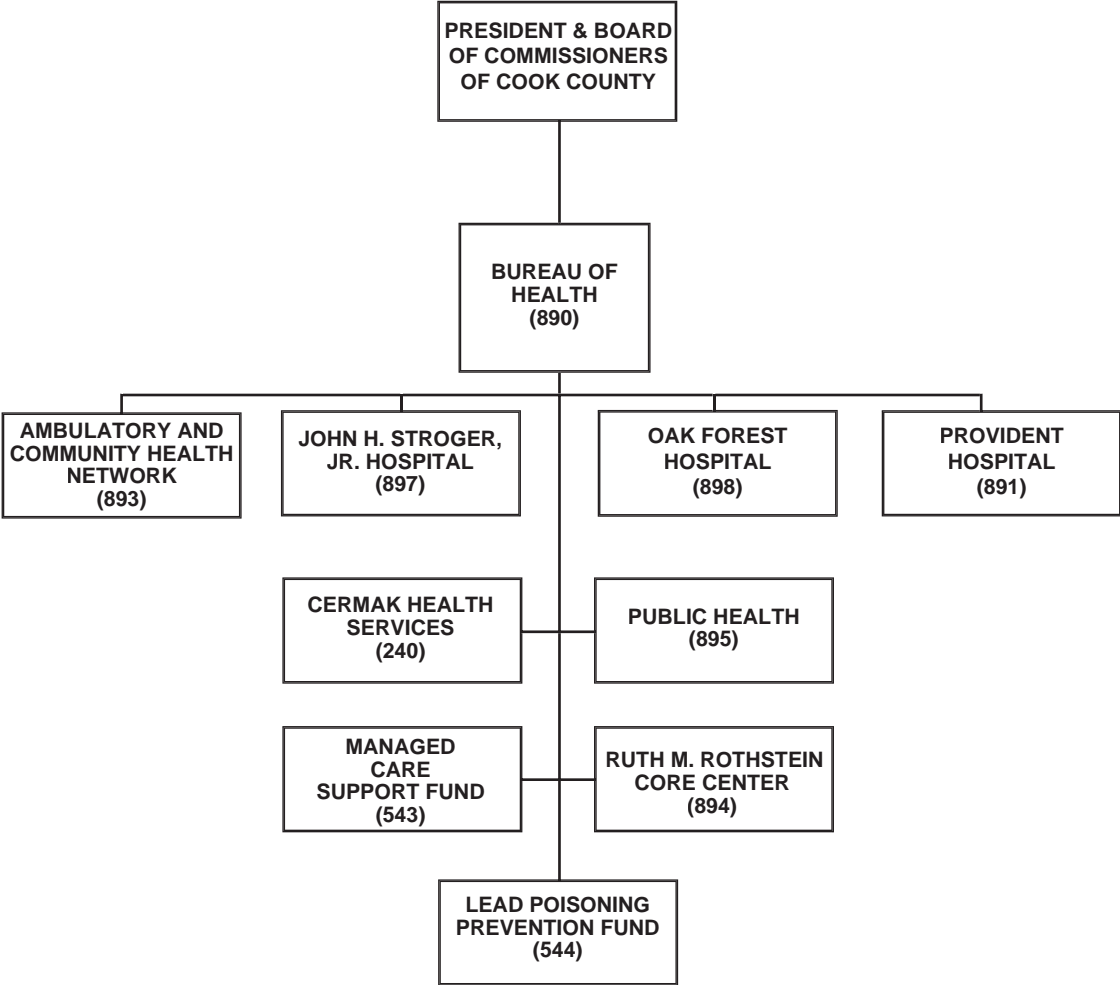 PRESIDENT & BOARD
OF COMMISSIONERS
OF COOK COUNTY
BUREAU OF
HEALTH
(890)
AMBULATORY AND
COMMUNITY HEALTH
NETWORK
(893)
JOHN H. STROGER,
JR. HOSPITAL
(897)
OAK FOREST
HOSPITAL
(898)
PROVIDENT
HOSPITAL
(891)
CERMAK HEALTH
SERVICES
(240)
PUBLIC HEALTH
(895)
MANAGED
CARE
SUPPORT FUND
(543)
RUTH M. ROTHSTEIN
CORE CENTER
(894)
LEAD POISONING
PREVENTION FUND
(544)